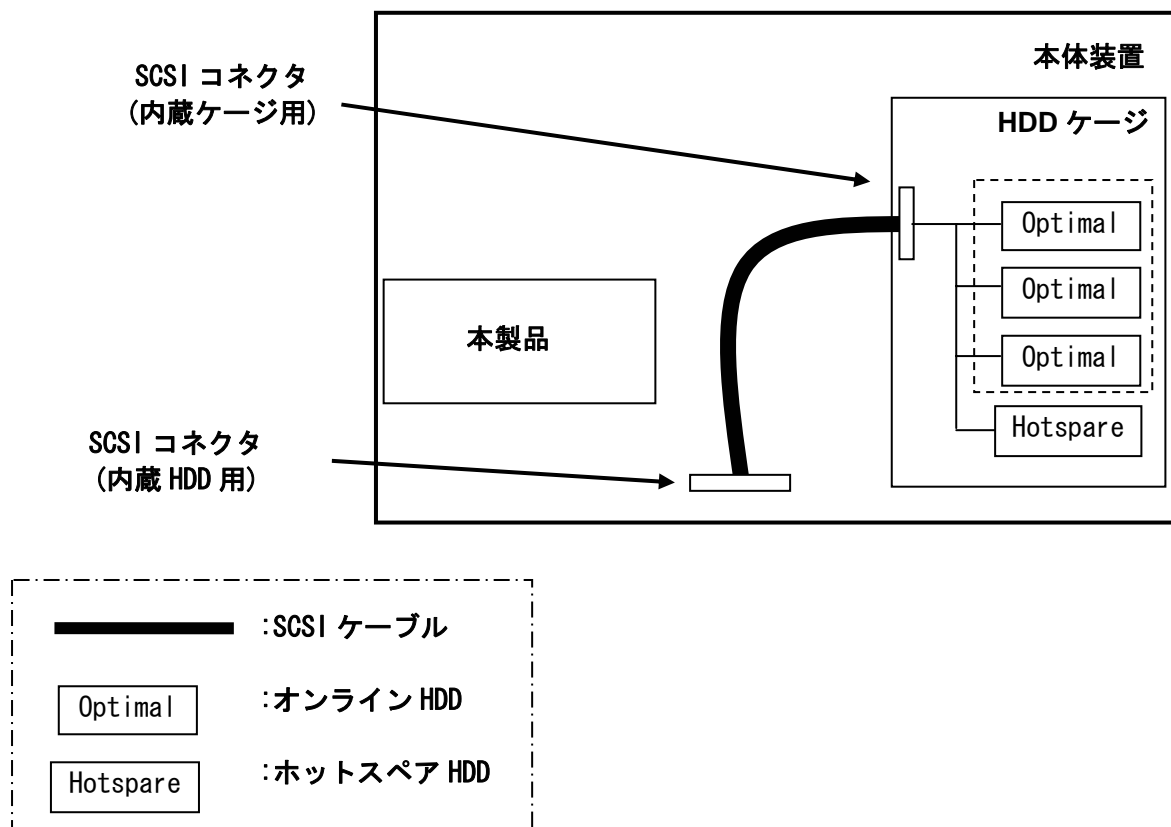 本体装置
SCSI コネクタ
(内蔵ケージ用)
HDD ケージ
Optimal
Optimal
Optimal
Hotspare
本製品
SCSI コネクタ
(内蔵 HDD 用)
:SCSI ケーブル
Optimal :オンライン HDD
Hotspare :ホットスペア HDD